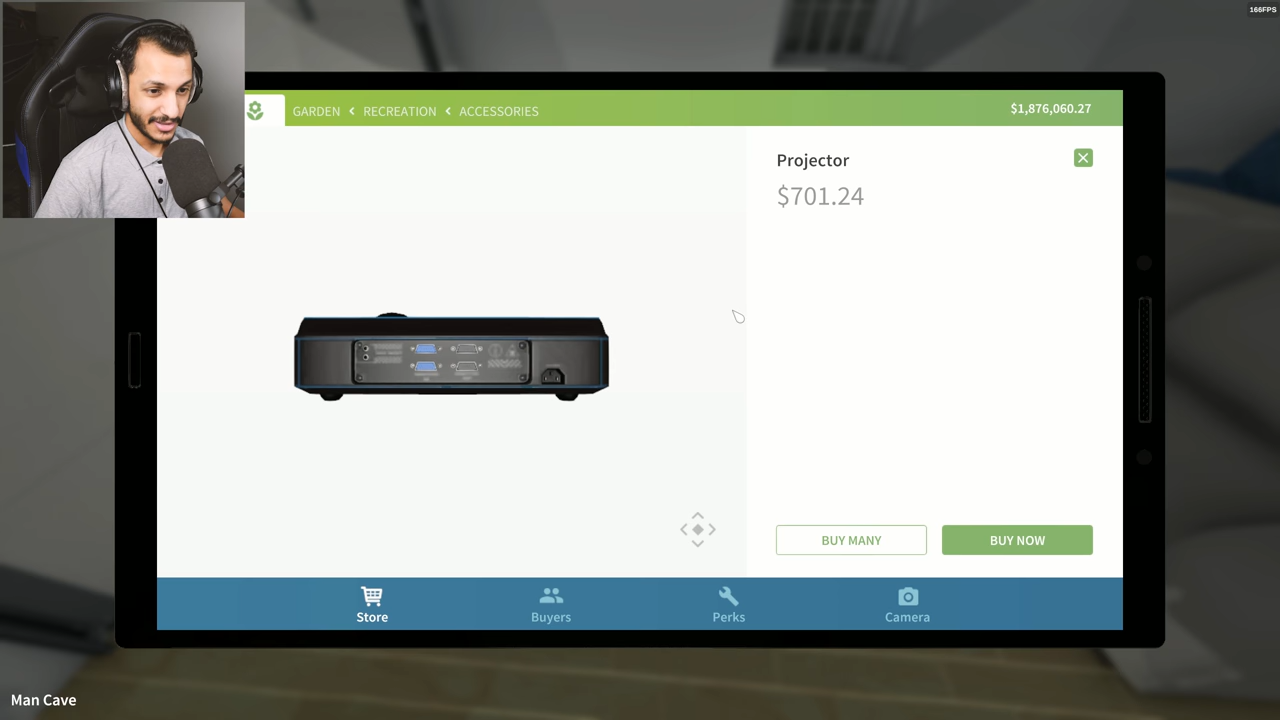 166FPS
GARDEN < RECREATION < ACCESSORIES
$1,876,060.27
Projector
$701.24
BUY MANY
BUY NOW
Store
Buyers
Perks
Camera
Man Cave